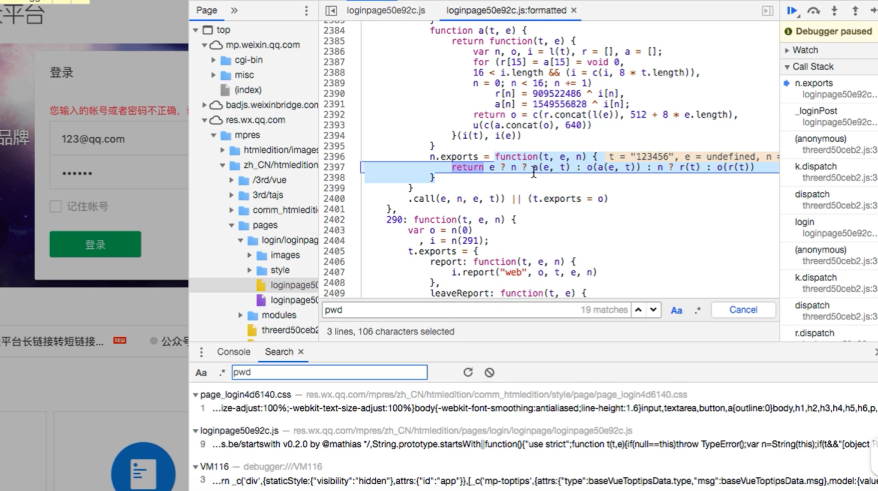 云平台
登录
您输入的帐号或者密码不正确，
品牌
123@qq.com
••••••
记住帐号
登录
平台长链接转短链接...
公众号
Page
top
mp.weixin.qq.com
cgi-bin
misc
(index)
badjs.weixinbridge.com
res.wx.qq.com
mpres
htmledition/images
zh_CN/htmledition
/3rd/vue
3rd/tajs
comm_htmledition
pages
login/loginpage
images
style
loginpage50
loginpage50
modules
threerd50ceb2
loginpage50e92c.js
loginpage50e92c.js:formatted
2383 }
2384 function a(t, e) {
2385 return function(t, e) {
2386 var n, o, i = l(t), r = [], a = [];
2387 for (r[15] = a[15] = void 0,
2388 16 < i.length && (i = c(i, 8 * t.length)),
2389 n = 0; n < 16; n += 1)
2390 r[n] = 909522486 ^ i[n],
2391 a[n] = 1549556828 ^ i[n];
2392 return o = c(r.concat(l(e)), 512 + 8 * e.length),
2393 u(c(a.concat(o), 640))
2394 }(i(t), i(e))
2395 }
2396 n.exports = function(t, e, n) { t = "123456", e = undefined, n =
2397 return e ? n ? a(e, t) : o(a(e, t)) : n ? r(t) : o(r(t))
2398 }
2399 }
2400 .call(e, n, e, t)) || (t.exports = o)
2401 },
2402 290: function(t, e, n) {
2403 var o = n(0)
2404 , i = n(291);
2405 t.exports = {
2406 report: function(t, e, n) {
2407 i.report("web", o, t, e, n)
2408 },
2409 leaveReport: function(t, e) {
pwd
19 matches
Aa
.*
Cancel
3 lines, 106 characters selected
Debugger paused
Watch
Call Stack
n.exports
loginpage50e92c...
_loginPost
loginpage50e92c...
(anonymous)
threerd50ceb2.js:3
k.dispatch
threerd50ceb2.js:3
dispatch
threerd50ceb2.js:3
login
loginpage50e92c...
(anonymous)
threerd50ceb2.js:3
k.dispatch
threerd50ceb2.js:3
dispatch
threerd50ceb2.js:3
r.dispatch
Console
Search
Aa
.*
pwd
page_login4d6140.css — res.wx.qq.com/mpres/zh_CN/htmledition/comm_htmledition/style/page/page_login4d6140.css
1 ...ize-adjust:100%;-webkit-text-size-adjust:100%}body{-webkit-font-smoothing:antialiased;line-height:1.6}input,textarea,button,a{outline:0}body,h1,h2,h3,h4,h5,h6,p,
loginpage50e92c.js — res.wx.qq.com/mpres/zh_CN/htmledition/pages/login/loginpage/loginpage50e92c.js
9 ...s.be/startswith v0.2.0 by @mathias */,String.prototype.startsWith||function(){"use strict";function t(t,e){if(null==this)throw TypeError();var n=String(this);if(t&&"[object
VM116 — debugger:///VM116
3 ...rn _c('div',{staticStyle:{"visibility":"hidden"},attrs:{"id":"app"}},[_c('mp-toptips',{attrs:{"type":baseVueToptipsData.type,"msg":baseVueToptipsData.msg},model:{value